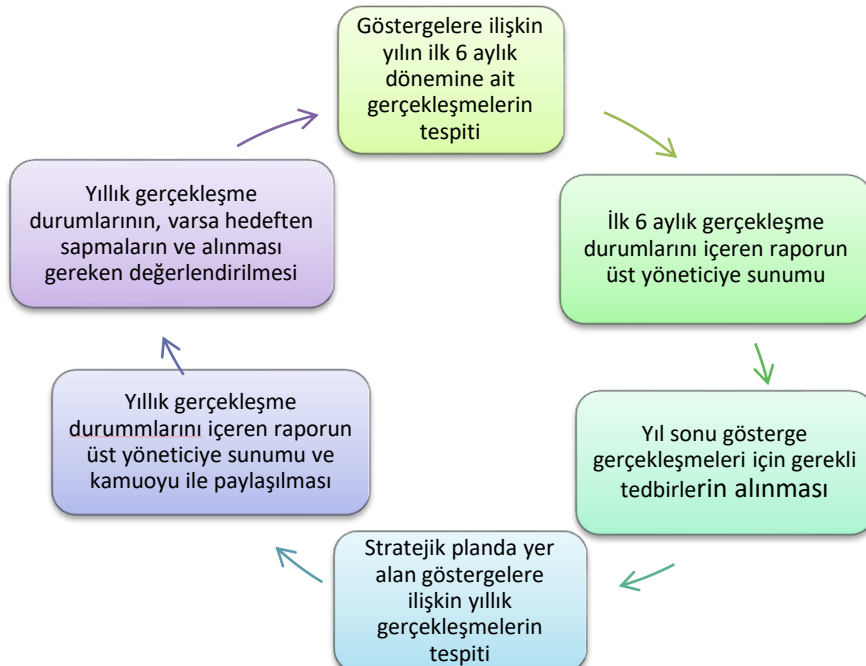 Göstergelere ilişkin
yılın ilk 6 aylık
dönemine ait
gerçekleşmelerin
tespiti
İlk 6 aylık gerçekleşme
durumlarını içeren raporun
üst yöneticiye sunumu
Yıl sonu gösterge
gerçekleşmeleri için gerekli
tedbirlerin alınması
Stratejik planda yer
alan göstergelere
ilişkin yıllık
gerçekleşmelerin
tespiti
Yıllık gerçekleşme
durummlarını içeren raporun
üst yöneticiye sunumu ve
kamuoyu ile paylaşılması
Yıllık gerçekleşme
durumlarının, varsa hedeften
sapmaların ve alınması
gereken değerlendirilmesi